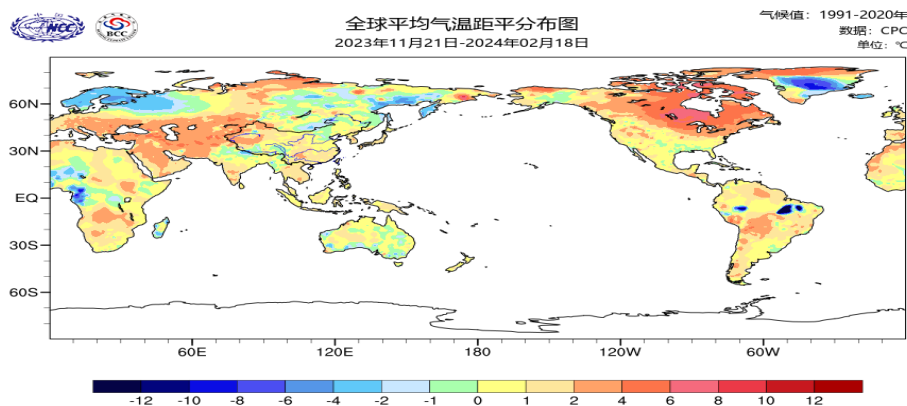 NCC
BCC
全球平均气温距平分布图
2023年11月21日-2024年02月18日
气候值：1991-2020年
数据：CPC
单位：℃
60N
30N
EQ
30S
60S
60E 120E 180 120W 60W
-12 -10 -8 -6 -4 -2 -1 0 1 2 4 6 8 10 12